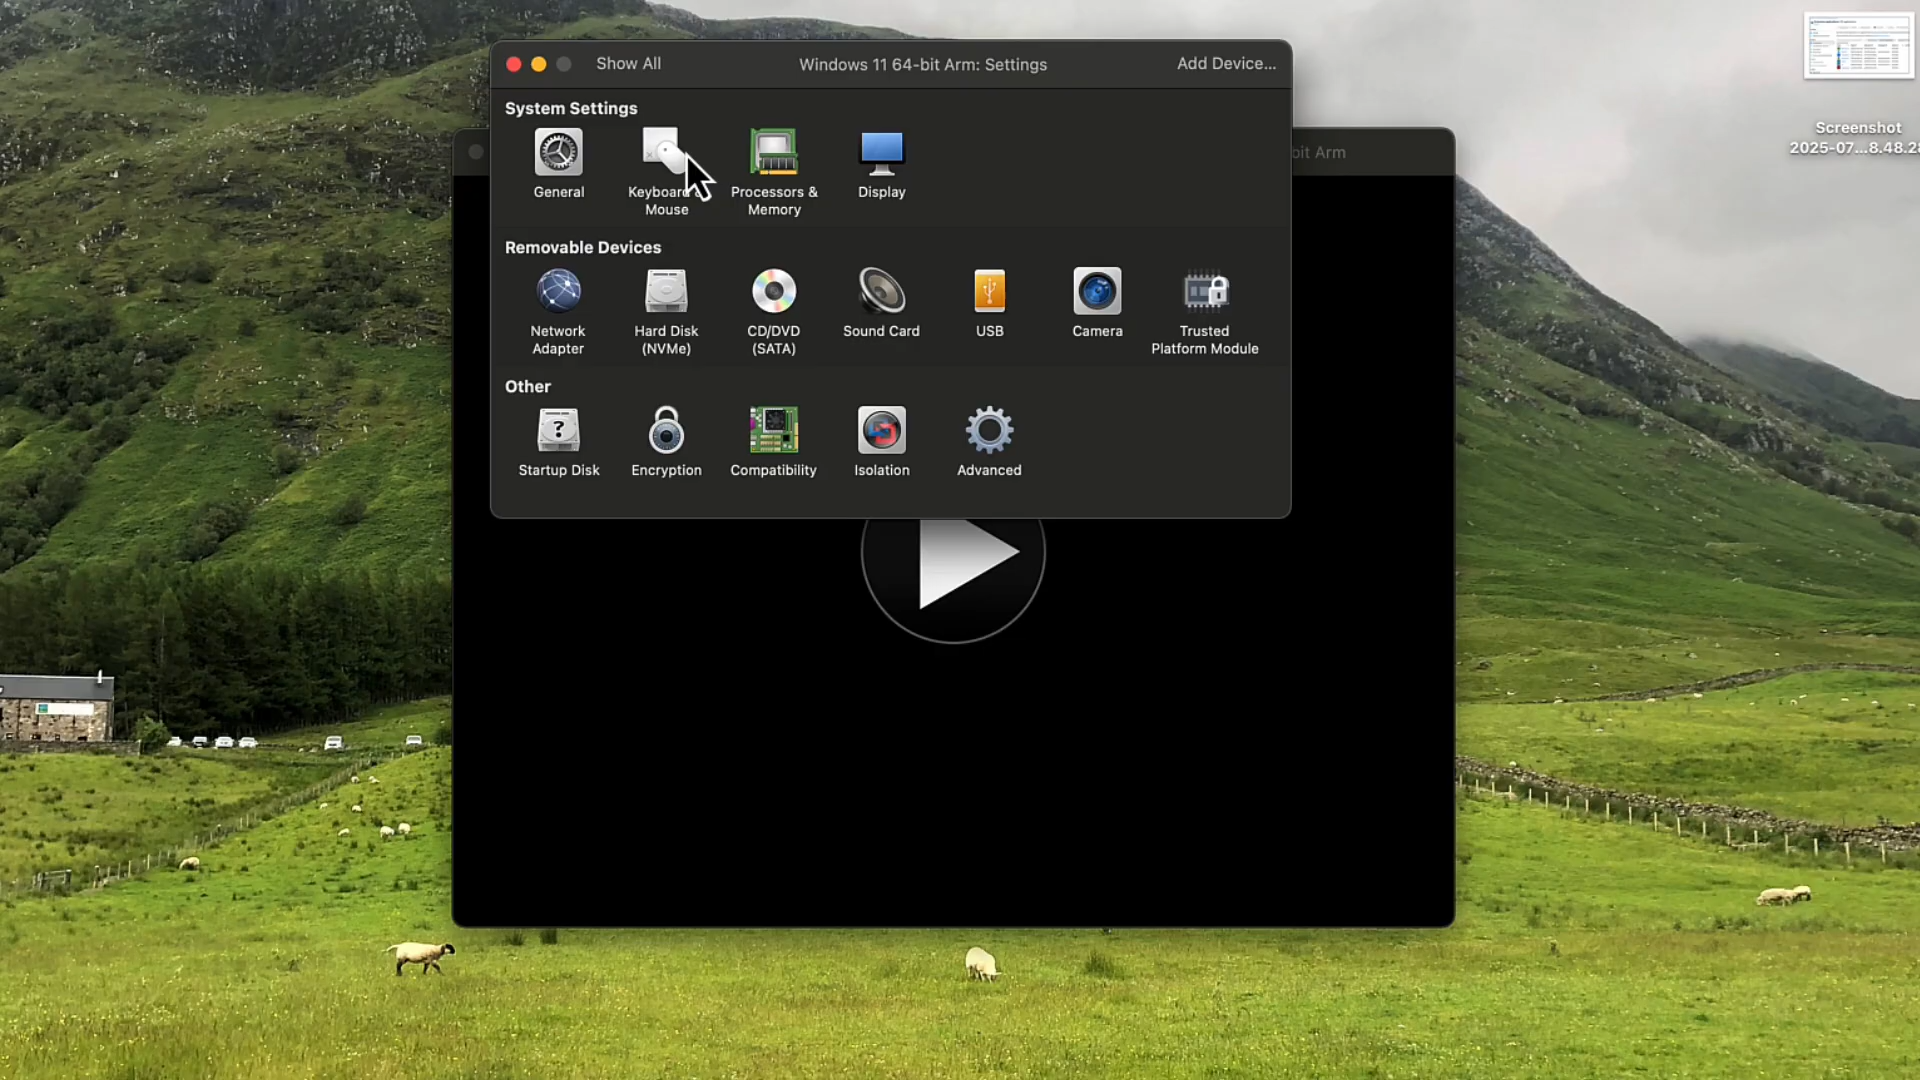 Show All
Windows 11 64-bit Arm: Settings
Add Device...
Screenshot
2025-07...8.48.28
bit Arm
System Settings
General
Keyboard &
Mouse
Processors &
Memory
Display
Removable Devices
Network
Adapter
Hard Disk
(NVMe)
CD/DVD
(SATA)
Sound Card
USB
Camera
Trusted
Platform Module
Other
Startup Disk
Encryption
Compatibility
Isolation
Advanced